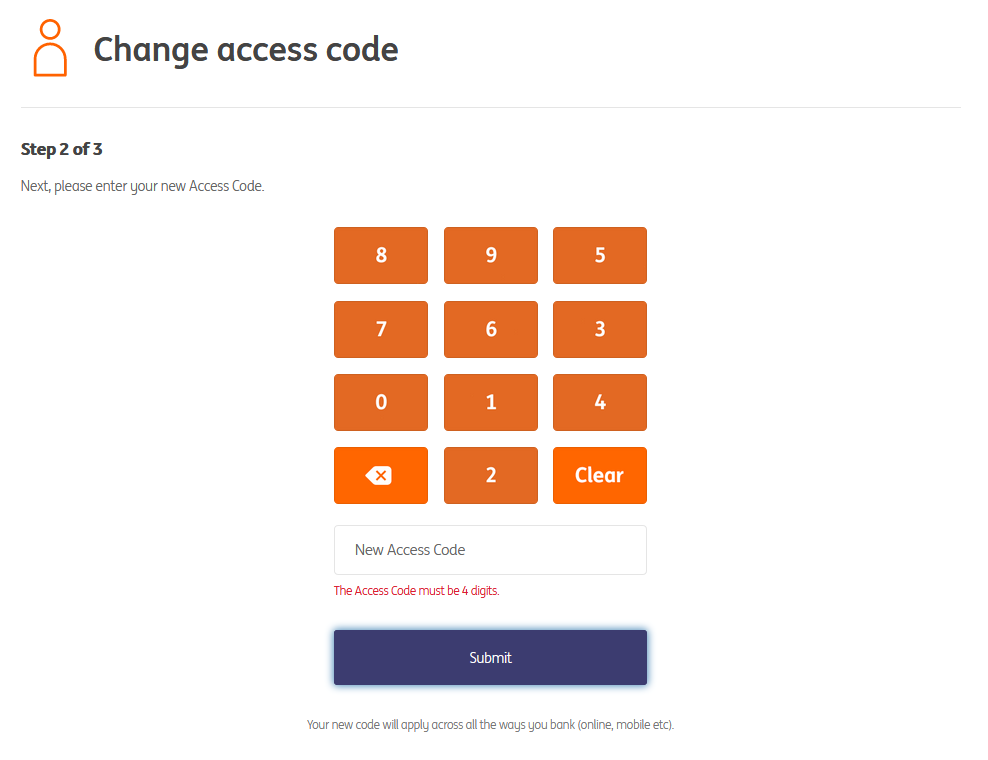 Change access code
Step 2 of 3
Next, please enter your new Access Code.
8 9 5
7 6 3
0 1 4
2 Clear
New Access Code
The Access Code must be 4 digits.
Submit
Your new code will apply across all the ways you bank (online, mobile etc).